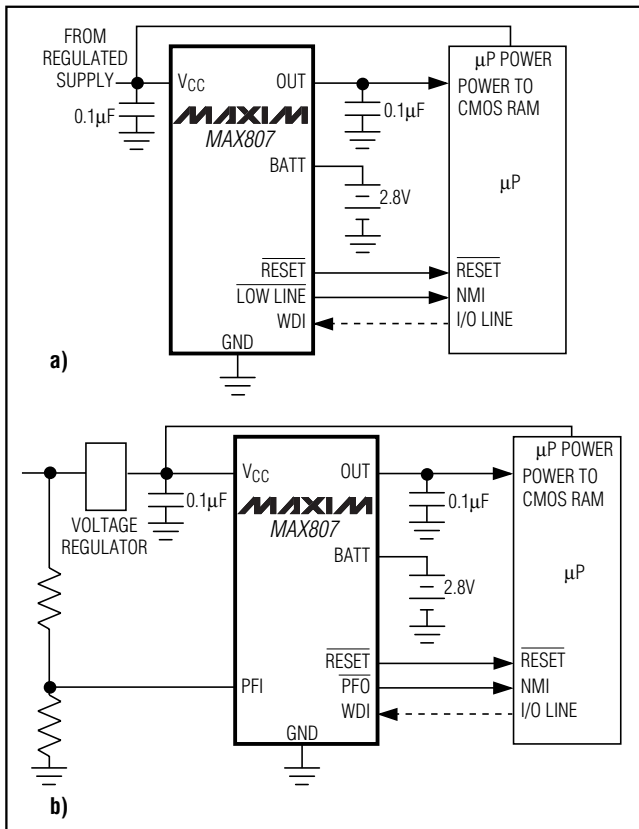 FROM
REGULATED
SUPPLY
0.1µF
VCC
OUT
MAXIM
MAX807
0.1µF
BATT
2.8V
RESET
LOW LINE
WDI
GND
µP POWER
POWER TO
CMOS RAM
µP
RESET
NMI
I/O LINE
a)
VOLTAGE
REGULATOR
0.1µF
VCC
OUT
MAXIM
MAX807
0.1µF
BATT
2.8V
RESET
PFI
PFO
WDI
GND
µP POWER
POWER TO
CMOS RAM
µP
RESET
NMI
I/O LINE
b)